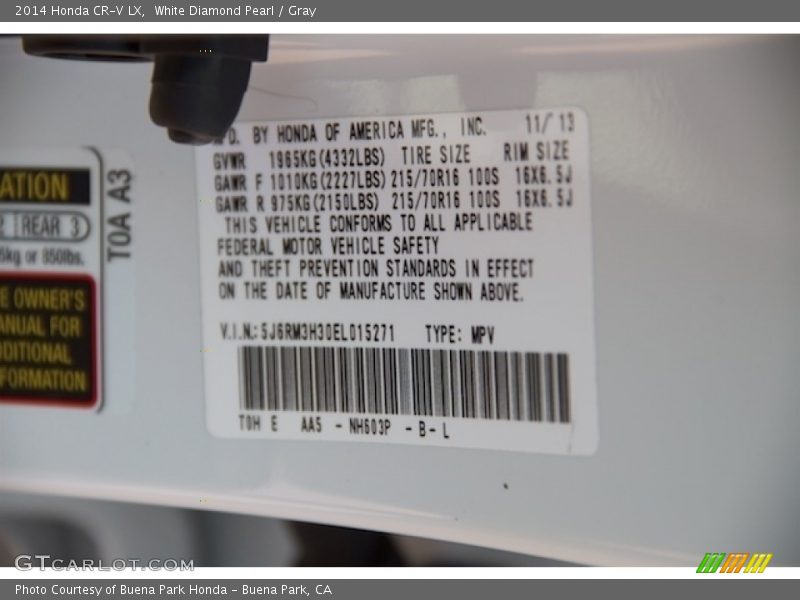 2014 Honda CR-V LX, White Diamond Pearl / Gray
BY HONDA OF AMERICA MFG., INC. 11/ 13
GVWR 1965KG(4332LBS) TIRE SIZE RIM SIZE
GAWR F 1010KG(2227LBS) 215/70R16 100S 16X6.5J
GAWR R 975KG(2150LBS) 215/70R16 100S 16X6.5J
THIS VEHICLE CONFORMS TO ALL APPLICABLE
FEDERAL MOTOR VEHICLE SAFETY
AND THEFT PREVENTION STANDARDS IN EFFECT
ON THE DATE OF MANUFACTURE SHOWN ABOVE.
V.I.N.: 5J6RM3H30EL015271 TYPE: MPV
T0H E AA5 - NH603P - B - L
ATION
2 REAR 3
5kg or 850lbs.
E OWNER'S
ANUAL FOR
DDITIONAL
FORMATION
T0A A3
GTCARLOT.COM
Photo Courtesy of Buena Park Honda - Buena Park, CA